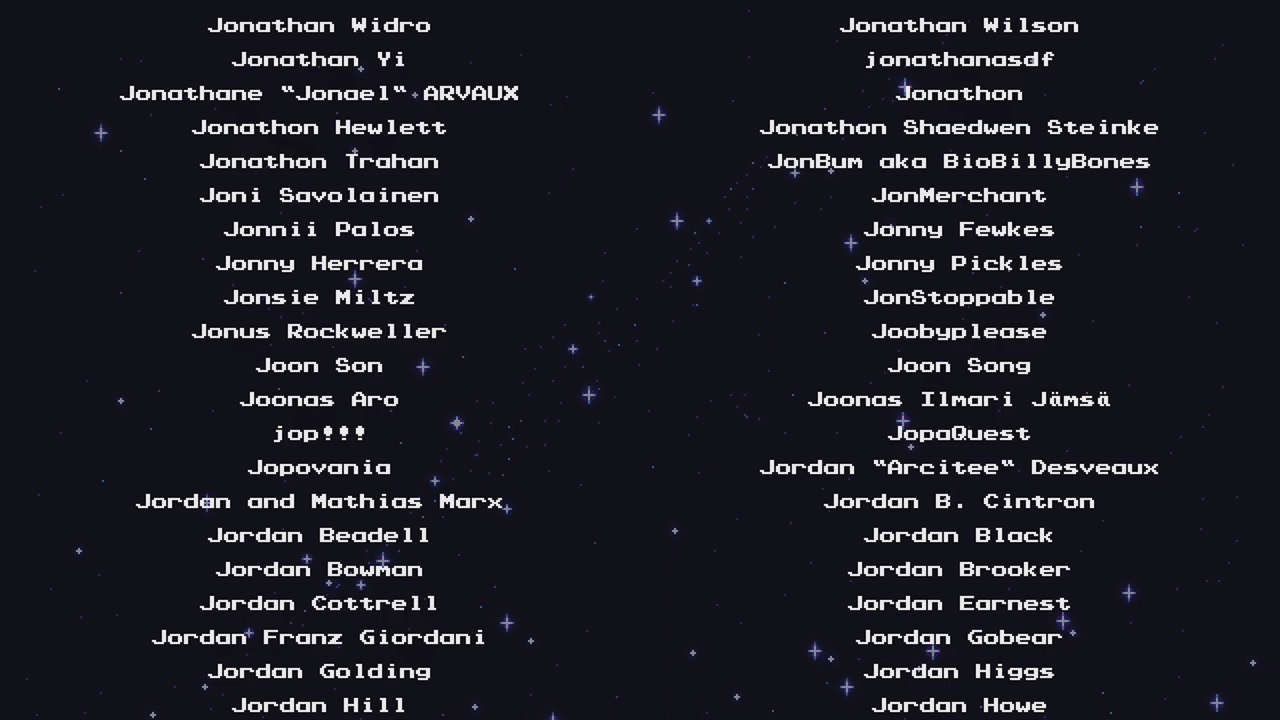 Jonathan Widro
Jonathan Wilson
Jonathan Yi
jonathanasdf
Jonathane "Jonael" ARVAUX
Jonathon
Jonathon Hewlett
Jonathon Shaedwen Steinke
Jonathon Trahan
JonBum aka BioBillyBones
Joni Savolainen
JonMerchant
Jonnii Palos
Jonny Fewkes
Jonny Herrera
Jonny Pickles
Jonsie Miltz
JonStoppable
Jonus Rockweller
Joobyplease
Joon Son
Joon Song
Joonas Aro
Joonas Ilmari Jämsä
jop!!!
JopaQuest
Jopovania
Jordan "Arcitee" Desveaux
Jordan and Mathias Marx
Jordan B. Cintron
Jordan Beadell
Jordan Black
Jordan Bowman
Jordan Brooker
Jordan Cottrell
Jordan Earnest
Jordan Franz Giordani
Jordan Gobear
Jordan Golding
Jordan Higgs
Jordan Hill
Jordan Howe